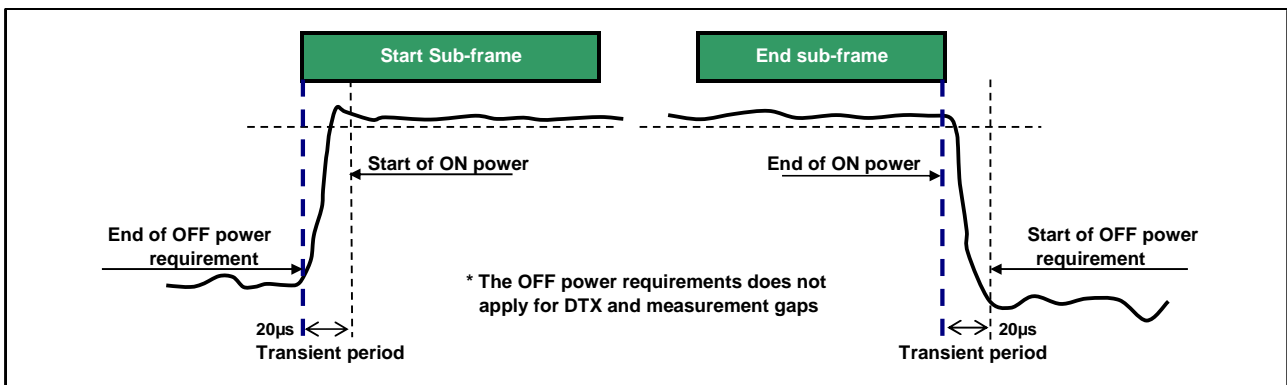 Start Sub-frame
End sub-frame
Start of ON power
End of ON power
End of OFF power
requirement
Start of OFF power
requirement
* The OFF power requirements does not
apply for DTX and measurement gaps
20µs
Transient period
20µs
Transient period